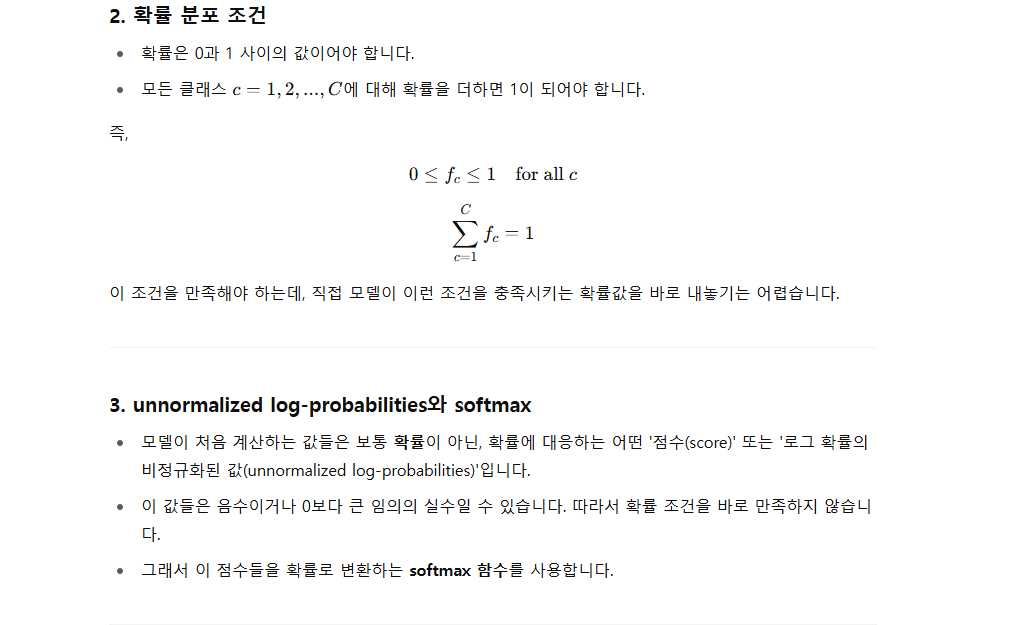 2. 확률 분포 조건
• 확률은 0과 1 사이의 값이어야 합니다.
• 모든 클래스 c = 1, 2, ..., C에 대해 확률을 더하면 1이 되어야 합니다.
즉,
0 ≤ f_c ≤ 1 for all c
∑_{c=1}^{C} f_c = 1
이 조건을 만족해야 하는데, 직접 모델이 이런 조건을 충족시키는 확률값을 바로 내놓기는 어렵습니다.
3. unnormalized log-probabilities와 softmax
• 모델이 처음 계산하는 값들은 보통 확률이 아닌, 확률에 대응하는 어떤 '점수(score)' 또는 '로그 확률의
비정규화된 값(unnormalized log-probabilities)'입니다.
• 이 값들은 음수이거나 0보다 큰 임의의 실수일 수 있습니다. 따라서 확률 조건을 바로 만족하지 않습니
다.
• 그래서 이 점수들을 확률로 변환하는 softmax 함수를 사용합니다.